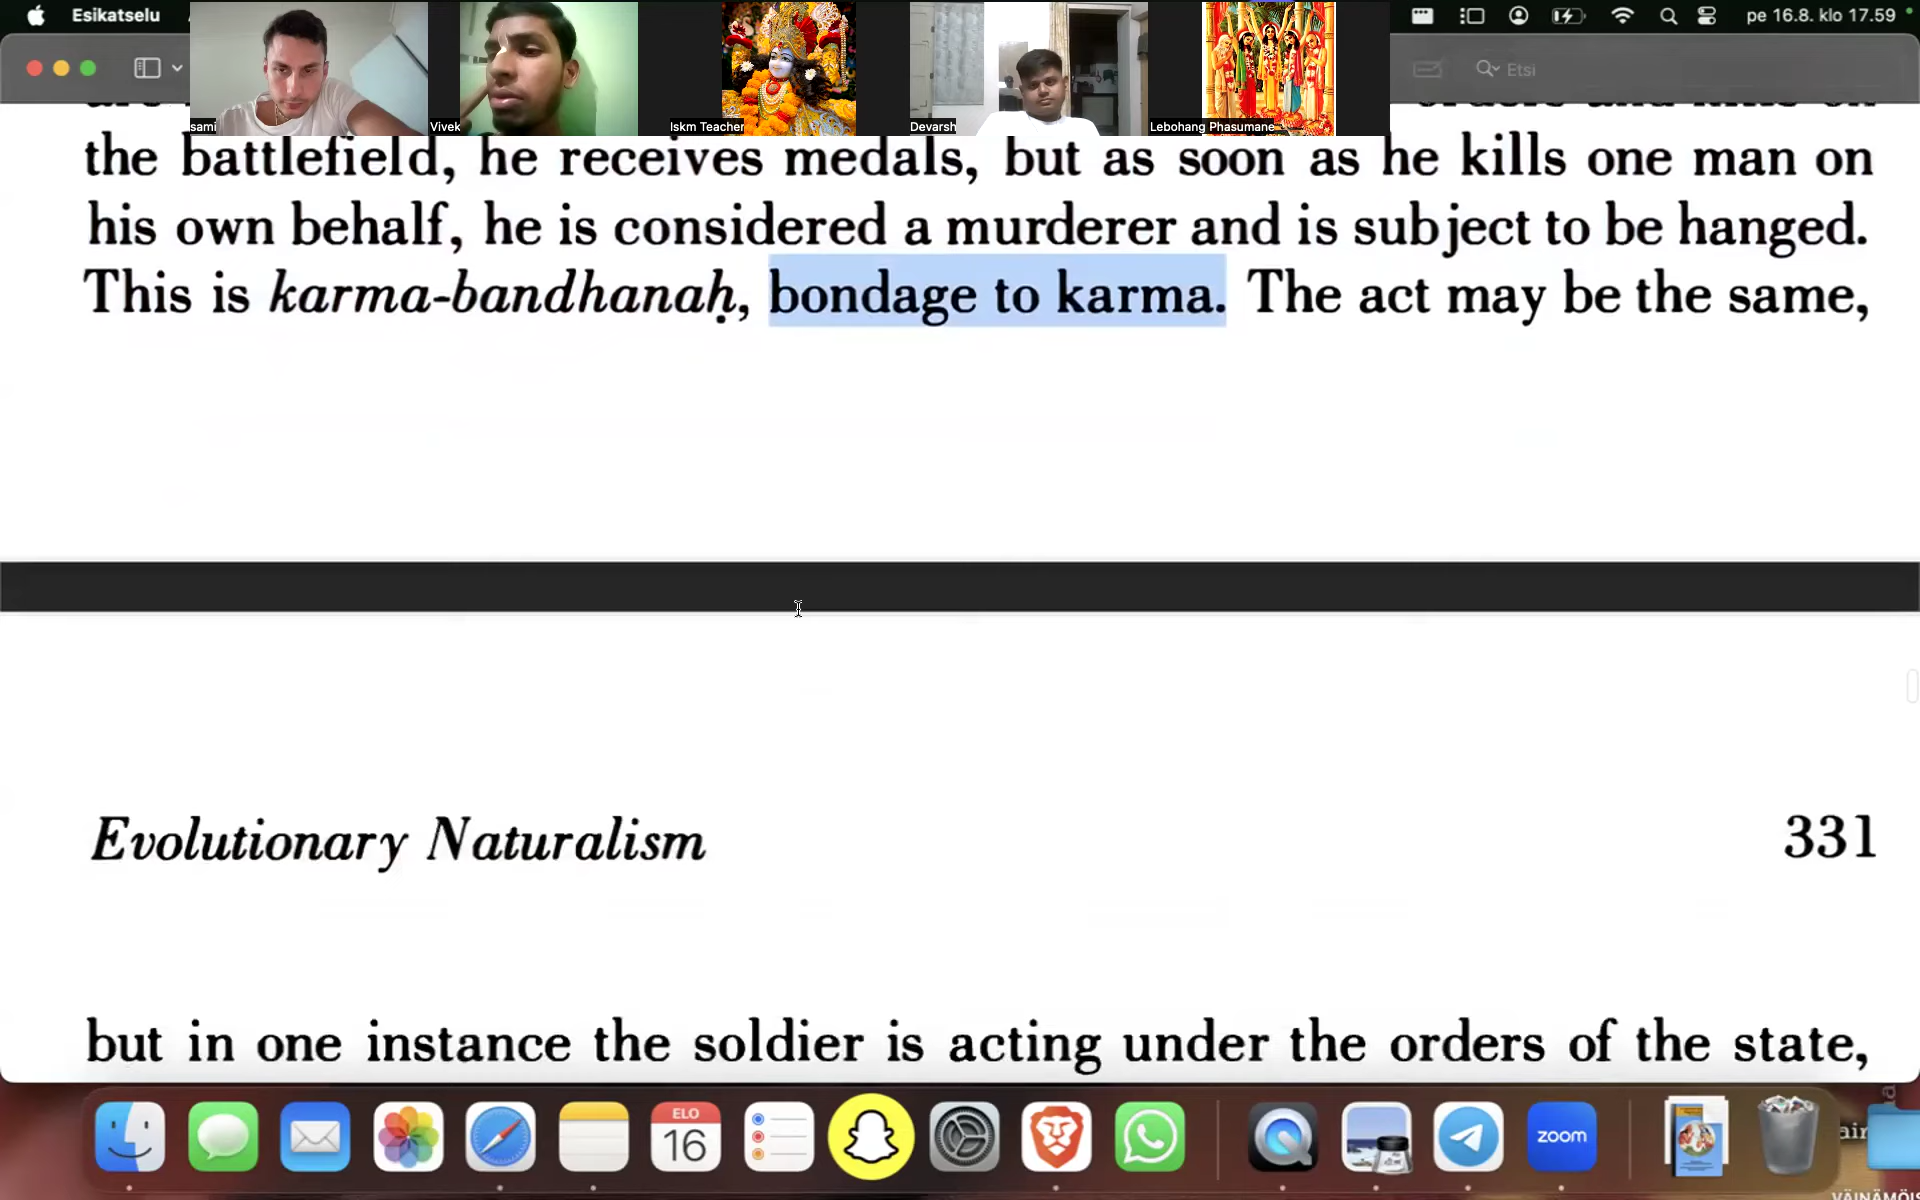 Esikatselu
pe 16.8. klo 17.59
Etsi
sami
Vivek
Iskm Teacher
Devarsh
Lebohang Phasumane
the battlefield, he receives medals, but as soon as he kills one man on
his own behalf, he is considered a murderer and is subject to be hanged.
This is karma-bandhanaḥ, bondage to karma. The act may be the same,
Evolutionary Naturalism 331
but in one instance the soldier is acting under the orders of the state,
ELO
16
zoom